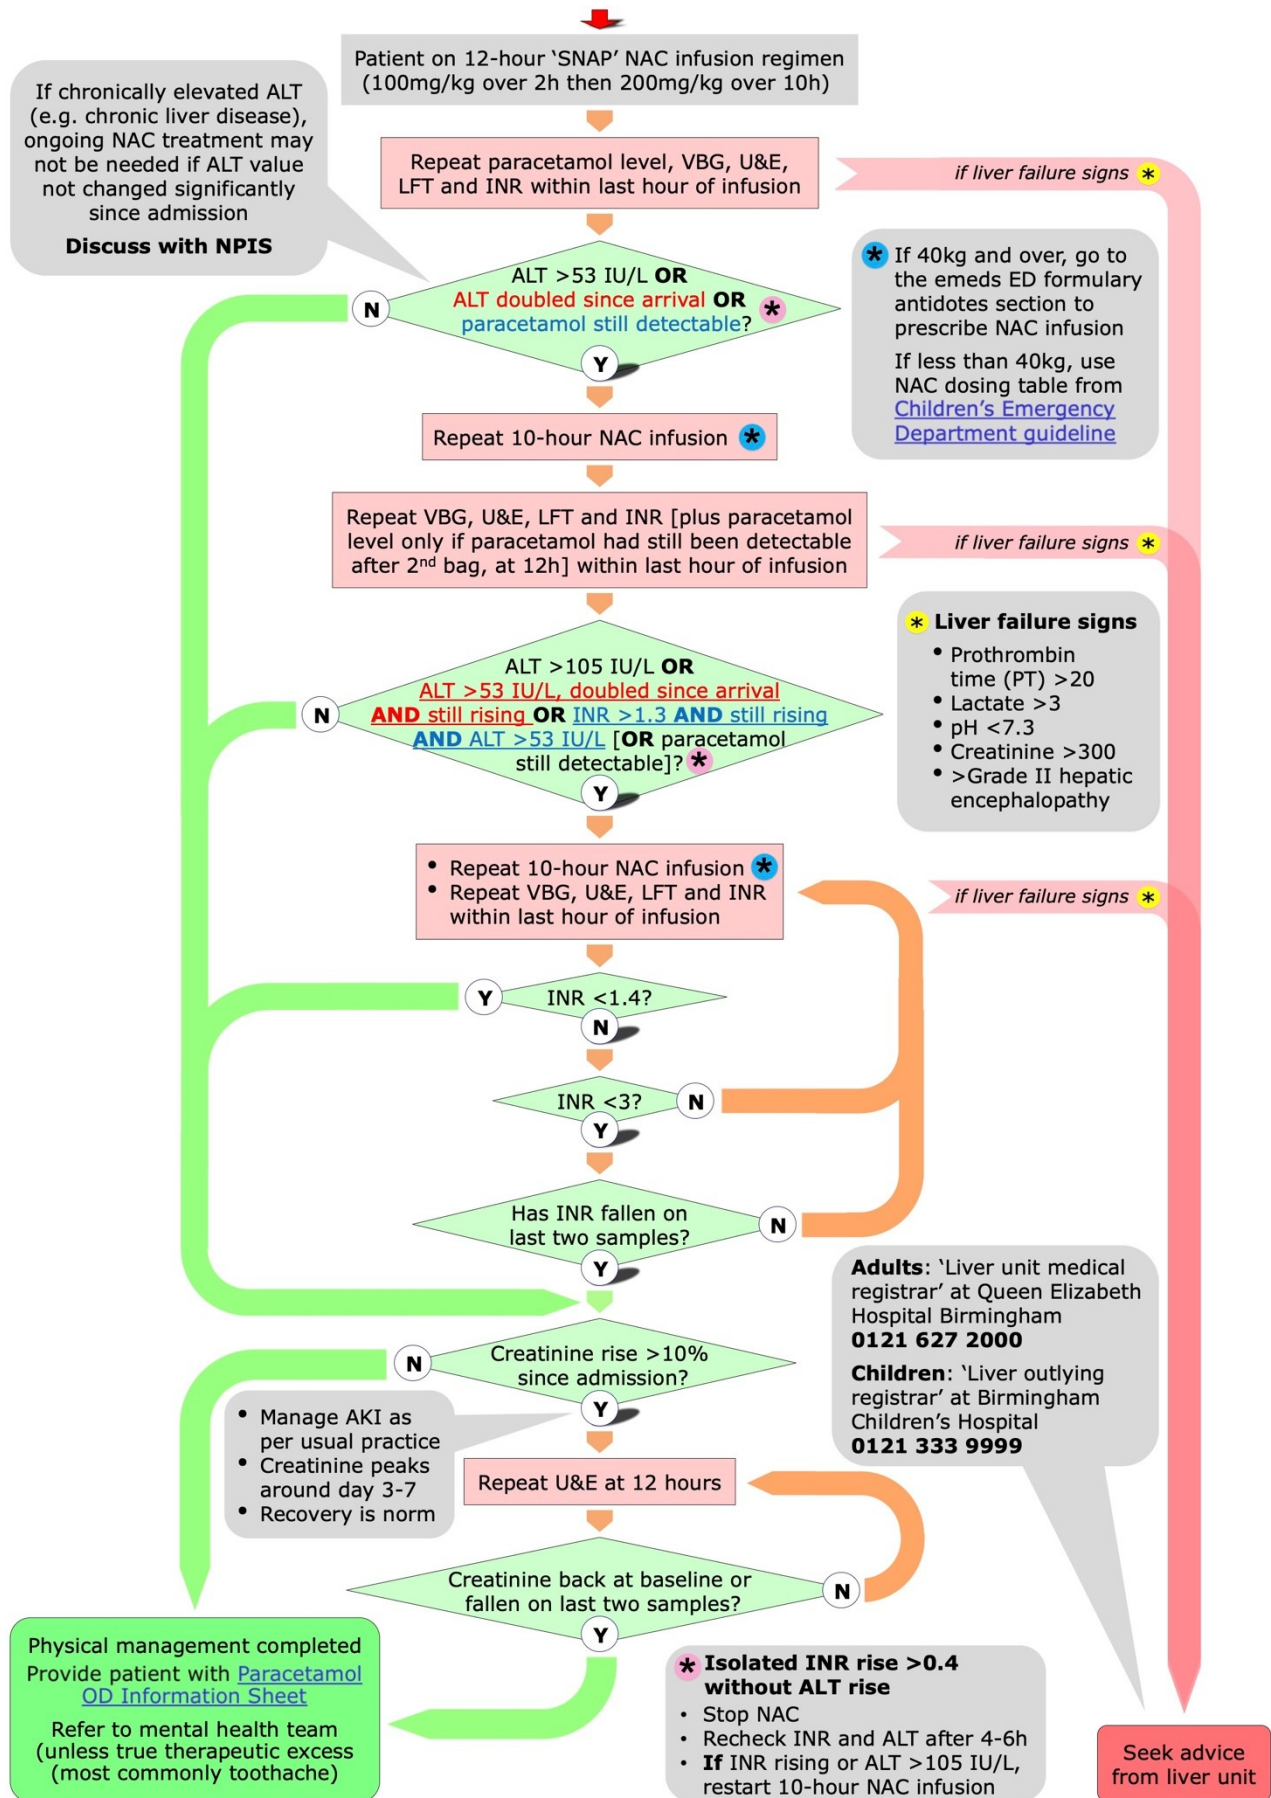 Patient on 12-hour ‘SNAP’ NAC infusion regimen
(100mg/kg over 2h then 200mg/kg over 10h)
If chronically elevated ALT
(e.g. chronic liver disease),
ongoing NAC treatment may
not be needed if ALT value
not changed significantly
since admission
Discuss with NPIS
Repeat paracetamol level, VBG, U&E,
LFT and INR within last hour of infusion
if liver failure signs *
ALT >53 IU/L OR
ALT doubled since arrival OR
paracetamol still detectable? *
N
Y
* If 40kg and over, go to
the emeds ED formulary
antidotes section to
prescribe NAC infusion
If less than 40kg, use
NAC dosing table from
Children’s Emergency
Department guideline
Repeat 10-hour NAC infusion *
Repeat VBG, U&E, LFT and INR [plus paracetamol
level only if paracetamol had still been detectable
after 2nd bag, at 12h] within last hour of infusion
if liver failure signs *
* Liver failure signs
• Prothrombin
time (PT) >20
• Lactate >3
• pH <7.3
• Creatinine >300
• >Grade II hepatic
encephalopathy
ALT >105 IU/L OR
ALT >53 IU/L, doubled since arrival
AND still rising OR INR >1.3 AND still rising
AND ALT >53 IU/L [OR paracetamol
still detectable]? *
N
Y
• Repeat 10-hour NAC infusion *
• Repeat VBG, U&E, LFT and INR
within last hour of infusion
if liver failure signs *
Y
INR <1.4?
N
INR <3?
N
Y
Has INR fallen on
last two samples?
N
Y
Adults: ‘Liver unit medical
registrar’ at Queen Elizabeth
Hospital Birmingham
0121 627 2000
Children: ‘Liver outlying
registrar’ at Birmingham
Children’s Hospital
0121 333 9999
Creatinine rise >10%
since admission?
N
Y
• Manage AKI as
per usual practice
• Creatinine peaks
around day 3-7
• Recovery is norm
Repeat U&E at 12 hours
Creatinine back at baseline or
fallen on last two samples?
N
Y
Physical management completed
Provide patient with Paracetamol
OD Information Sheet
Refer to mental health team
(unless true therapeutic excess
(most commonly toothache)
* Isolated INR rise >0.4
without ALT rise
• Stop NAC
• Recheck INR and ALT after 4-6h
• If INR rising or ALT >105 IU/L,
restart 10-hour NAC infusion
Seek advice
from liver unit